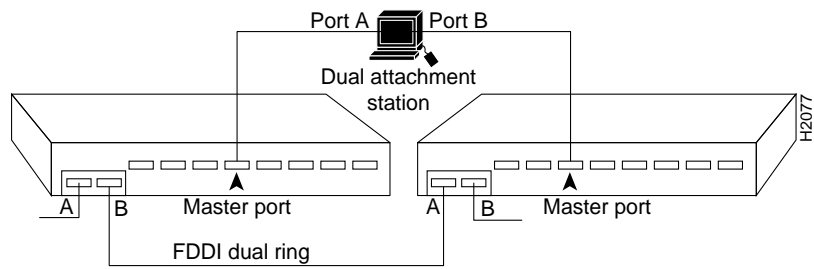 Port A Port B
Dual attachment
station
H2077
A B Master port A B Master port
FDDI dual ring